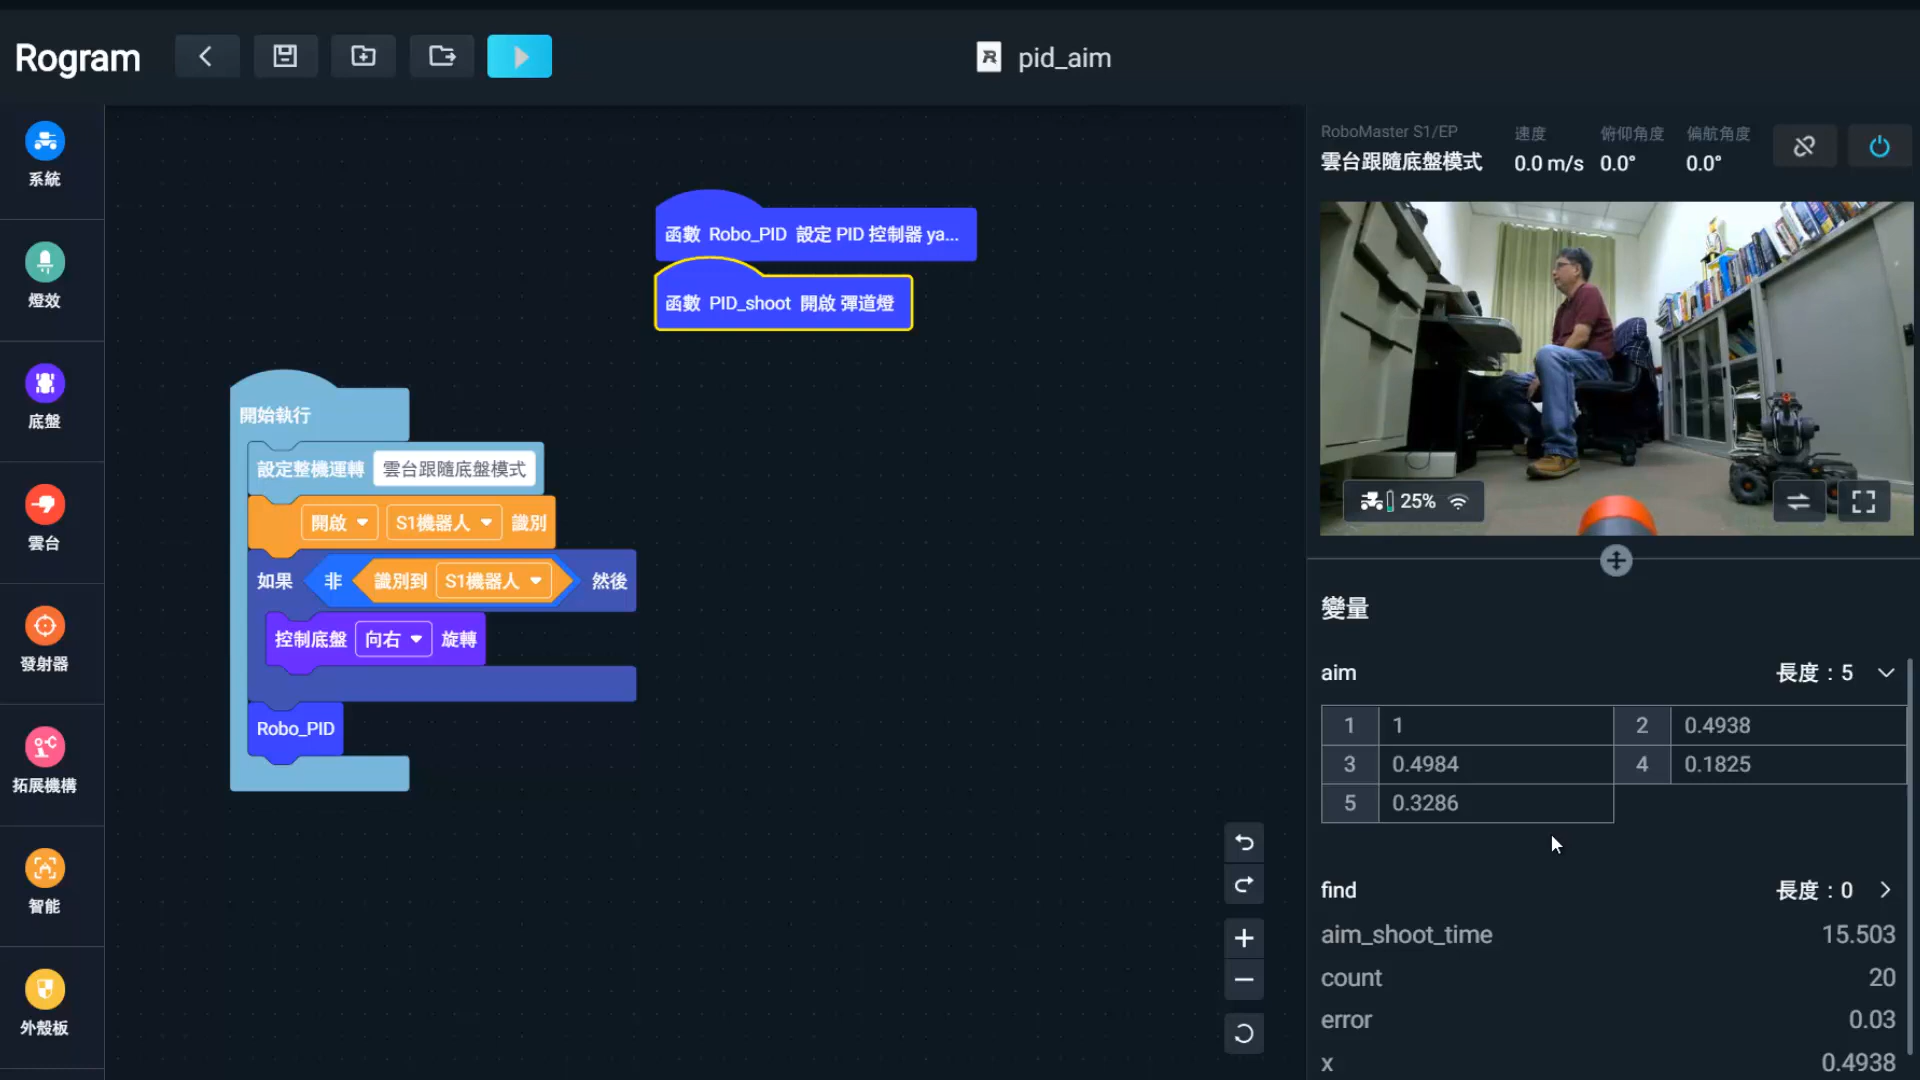 Rogram
pid_aim
系統
燈效
底盤
雲台
發射器
拓展機構
智能
外殼板
函數 Robo_PID 設定 PID 控制器 ya...
函數 PID_shoot 開啟 彈道燈
開始執行
設定整機運轉 雲台跟隨底盤模式
開啟 S1機器人 識別
如果 非 識別到 S1機器人 然後
控制底盤 向右 旋轉
Robo_PID
RoboMaster S1/EP 速度 俯仰角度 偏航角度
雲台跟隨底盤模式 0.0 m/s 0.0° 0.0°
25%
變量
aim 長度：5
1 1 2 0.4938
3 0.4984 4 0.1825
5 0.3286
find 長度：0
aim_shoot_time 15.503
count 20
error 0.03
x 0.4938